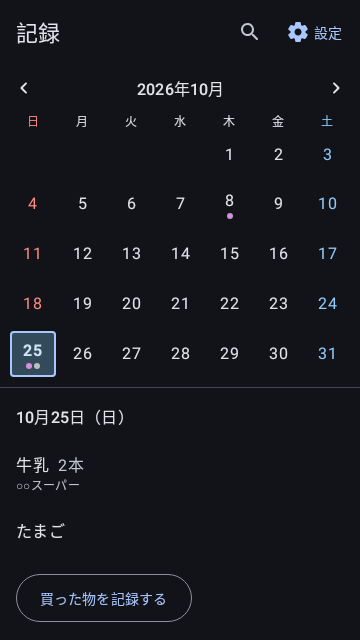 記録
設定
2026年10月
日 月 火 水 木 金 土
1 2 3
4 5 6 7 8 9 10
11 12 13 14 15 16 17
18 19 20 21 22 23 24
25 26 27 28 29 30 31
10月25日（日）
牛乳 2本
○○スーパー
たまご
買った物を記録する